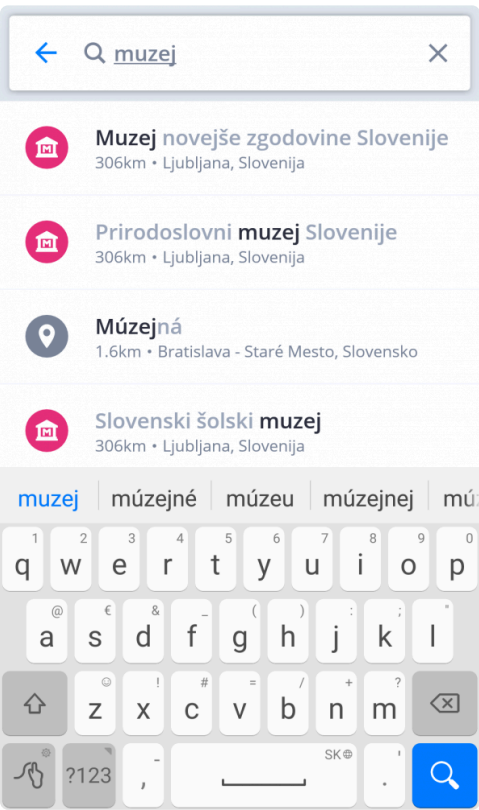 muzej
Muzej novejše zgodovine Slovenije
306km • Ljubljana, Slovenija
Prirodoslovni muzej Slovenije
306km • Ljubljana, Slovenija
Múzejná
1.6km • Bratislava - Staré Mesto, Slovensko
Slovenski šolski muzej
306km • Ljubljana, Slovenija
muzej múzejné múzeu múzejnej mú
1 2 3 4 5 6 7 8 9 0
q w e r t y u i o p
@ € & _ ( ) : ; "
a s d f g h j k l
! # = / + ?
z x c v b n m
- SK '
?123 , .